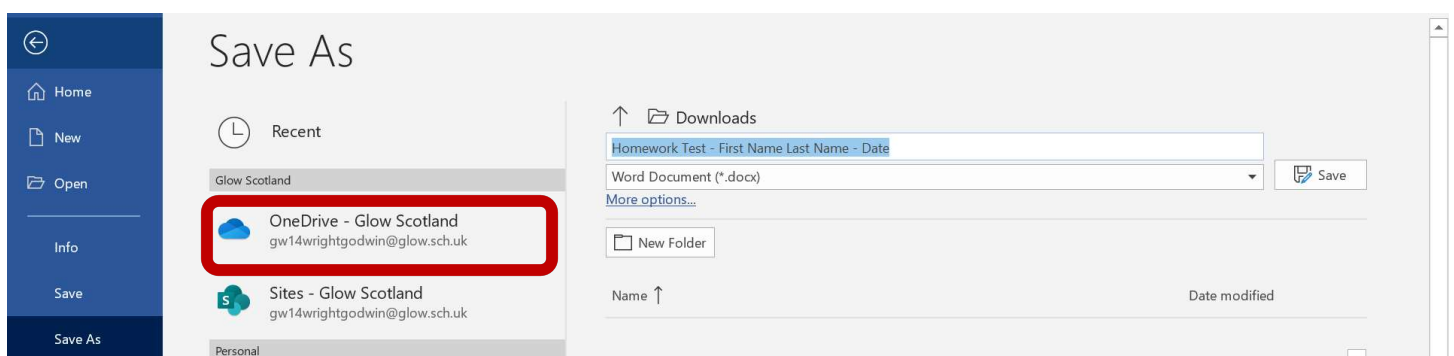 Save As
Home
New
Open
Info
Save
Save As
Recent
Glow Scotland
OneDrive - Glow Scotland
gw14wrightgodwin@glow.sch.uk
Sites - Glow Scotland
gw14wrightgodwin@glow.sch.uk
Personal
↑ Downloads
Homework Test - First Name Last Name - Date
Word Document (*.docx)
Save
More options...
New Folder
Name ↑
Date modified